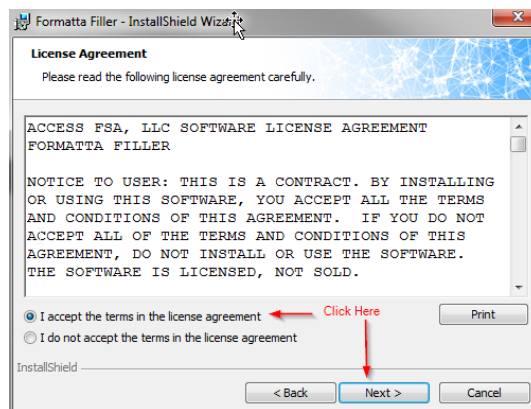 Formatta Filler - InstallShield Wizard
License Agreement
Please read the following license agreement carefully.
ACCESS FSA, LLC SOFTWARE LICENSE AGREEMENT
FORMATTA FILLER
NOTICE TO USER: THIS IS A CONTRACT. BY INSTALLING
OR USING THIS SOFTWARE, YOU ACCEPT ALL THE TERMS
AND CONDITIONS OF THIS AGREEMENT. IF YOU DO NOT
ACCEPT ALL OF THE TERMS AND CONDITIONS OF THIS
AGREEMENT, DO NOT INSTALL OR USE THE SOFTWARE.
THE SOFTWARE IS LICENSED, NOT SOLD.
I accept the terms in the license agreement
Click Here
Print
I do not accept the terms in the license agreement
InstallShield
< Back
Next >
Cancel